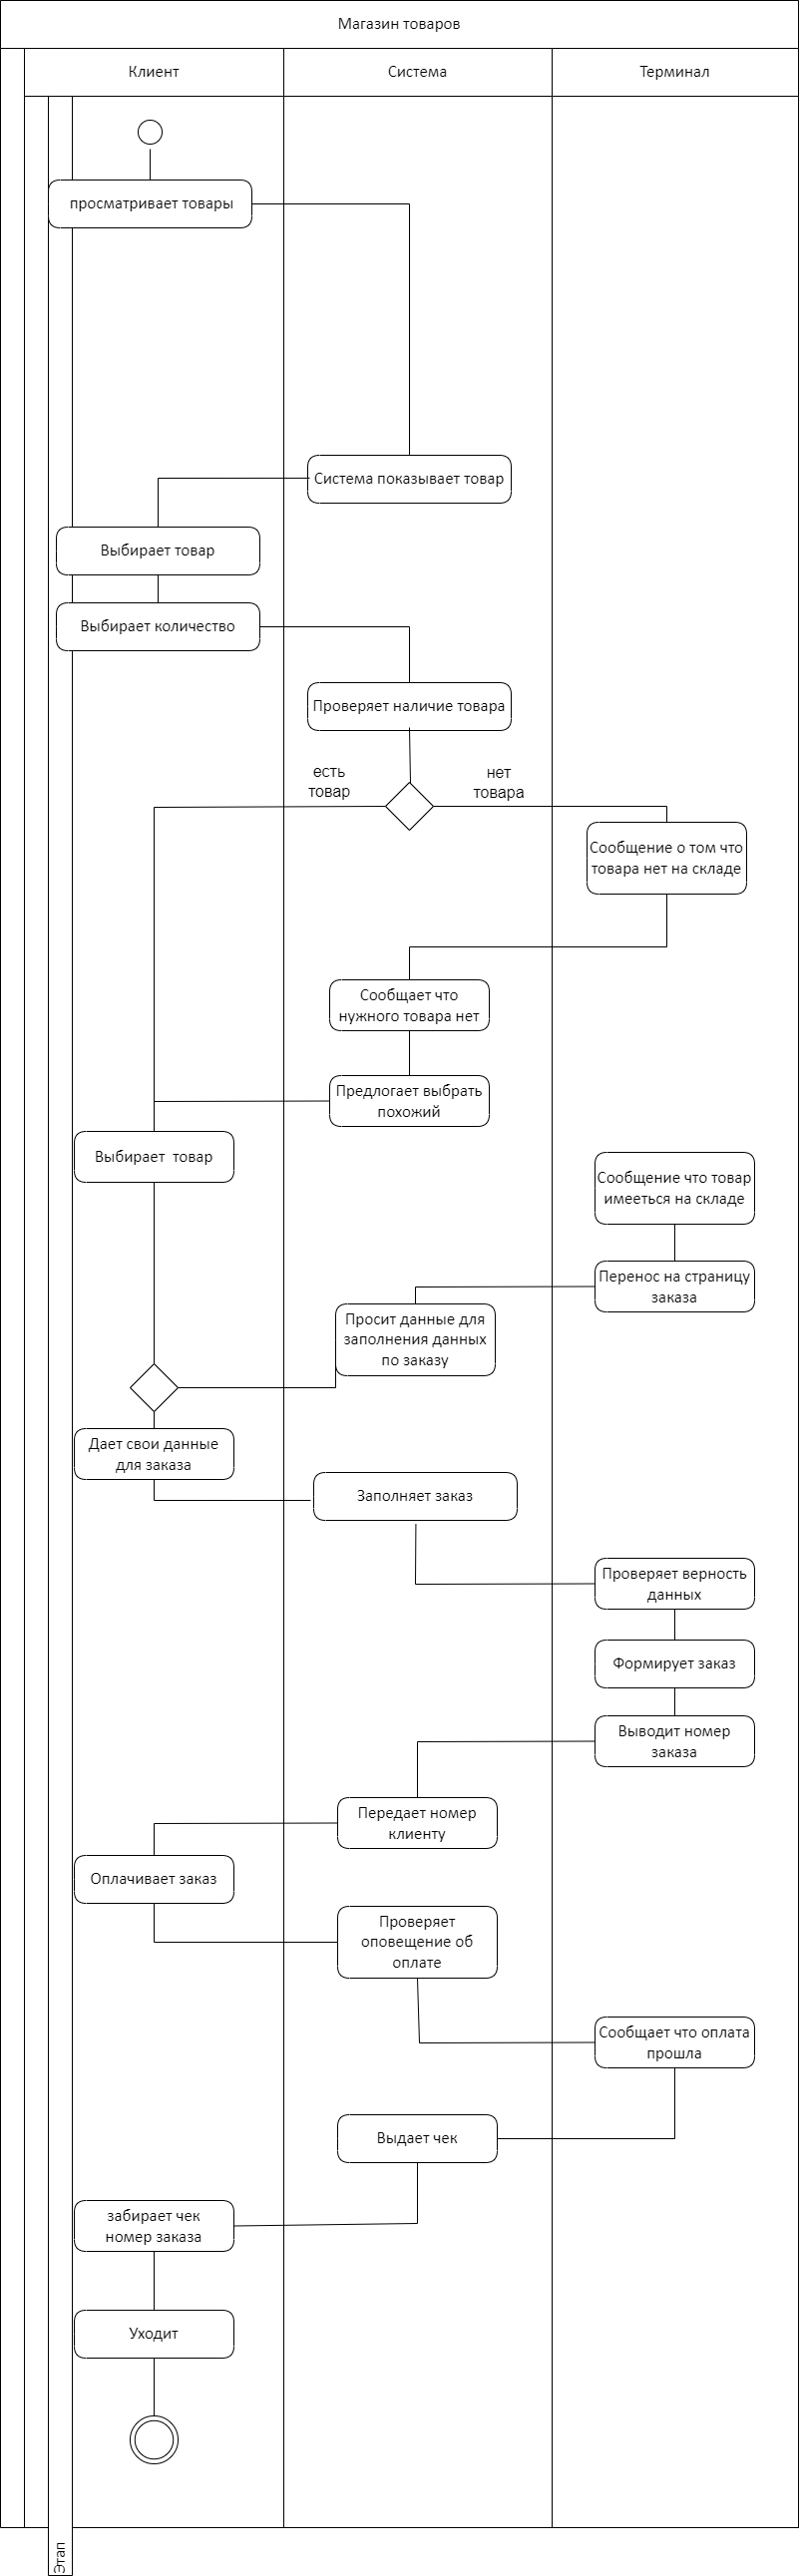 Магазин товаров
Клиент
Система
Терминал
просматривает товары
Система показывает товар
Выбирает товар
Выбирает количество
Проверяет наличие товара
есть
товар
нет
товара
Сообщение о том что
товара нет на складе
Сообщает что
нужного товара нет
Предлогает выбрать
похожий
Выбирает  товар
Сообщение что товар
имееться на складе
Перенос на страницу
заказа
Просит данные для
заполнения данных
по заказу
Дает свои данные
для заказа
Заполняет заказ
Проверяет верность
данных
Формирует заказ
Выводит номер
заказа
Передает номер
клиенту
Оплачивает заказ
Проверяет
оповещение об
оплате
Сообщает что оплата
прошла
Выдает чек
забирает чек
номер заказа
Уходит
Этап